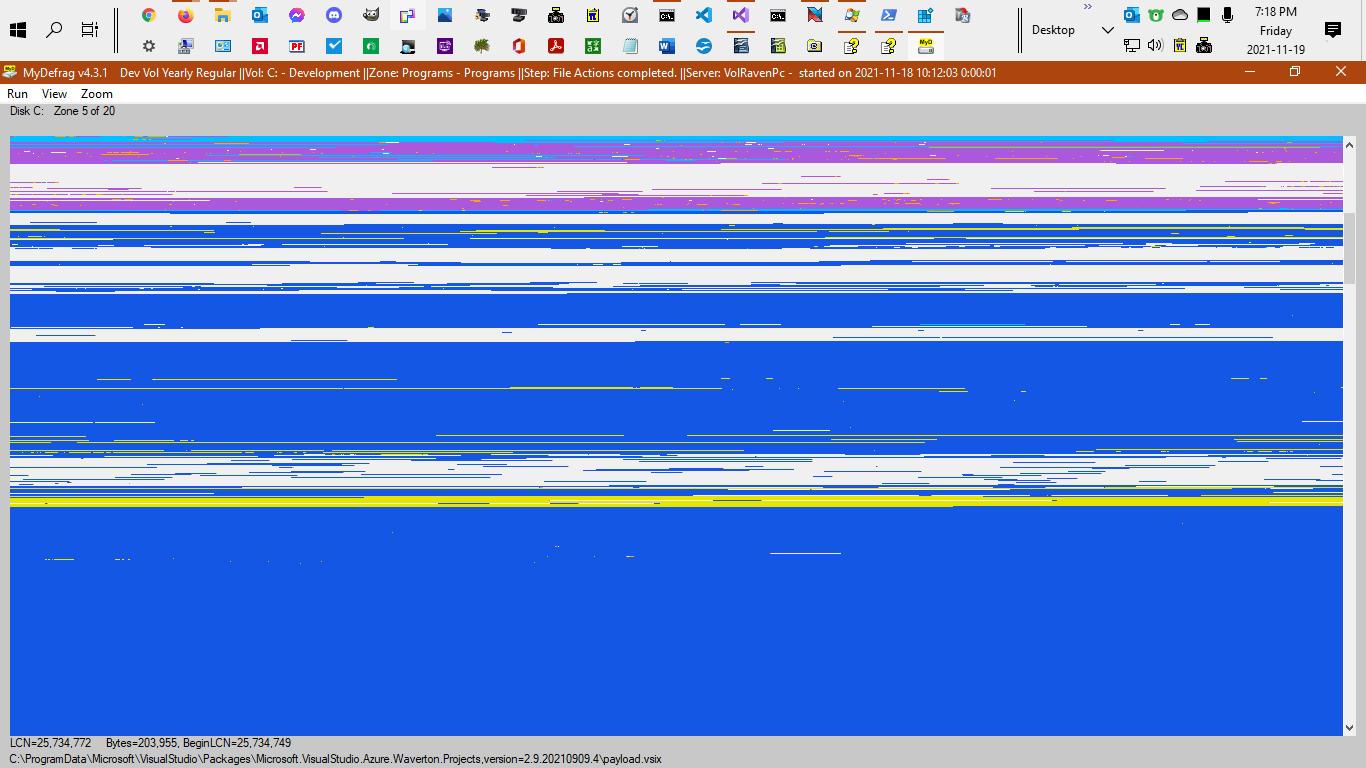 7:18 PM
Desktop
Friday
2021-11-19
MyDefrag v4.3.1 Dev Vol Yearly Regular ||Vol: C: - Development ||Zone: Programs - Programs ||Step: File Actions completed. ||Server: VolRavenPc - started on 2021-11-18 10:12:03 0:00:01
Run View Zoom
Disk C: Zone 5 of 20
LCN=25,734,772 Bytes=203,955, BeginLCN=25,734,749
C:\ProgramData\Microsoft\VisualStudio\Packages\Microsoft.VisualStudio.Azure.Waverton.Projects,version=2.9.20210909.4\payload.vsix